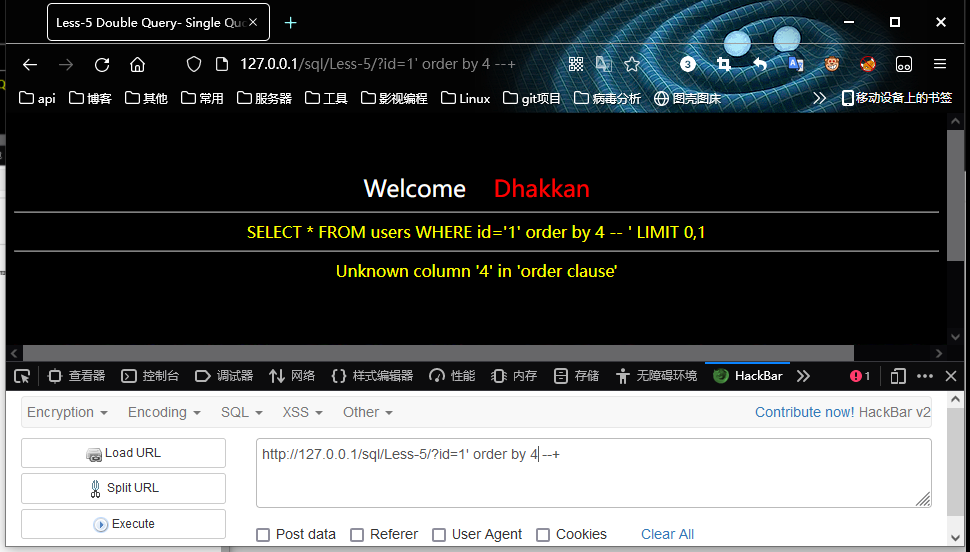 Less-5 Double Query- Single Quo
127.0.0.1/sql/Less-5/?id=1' order by 4 --+
3
api 博客 其他 常用 服务器 工具 影视编程 Linux git项目 病毒分析 图壳图床 移动设备上的书签
Welcome Dhakkan
SELECT * FROM users WHERE id='1' order by 4 -- ' LIMIT 0,1
Unknown column '4' in 'order clause'
查看器 控制台 调试器 网络 样式编辑器 性能 内存 存储 无障碍环境 HackBar 1
Encryption Encoding SQL XSS Other Contribute now! HackBar v2
Load URL http://127.0.0.1/sql/Less-5/?id=1' order by 4 --+
Split URL
Execute
Post data Referer User Agent Cookies Clear All